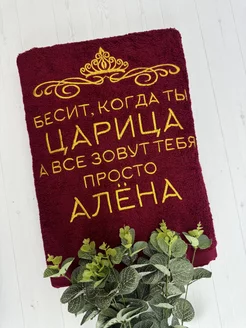 БЕСИТ, КОГДА ТЫ
ЦАРИЦА
А ВСЕ ЗОВУТ ТЕБЯ
ПРОСТО
АЛЁНА